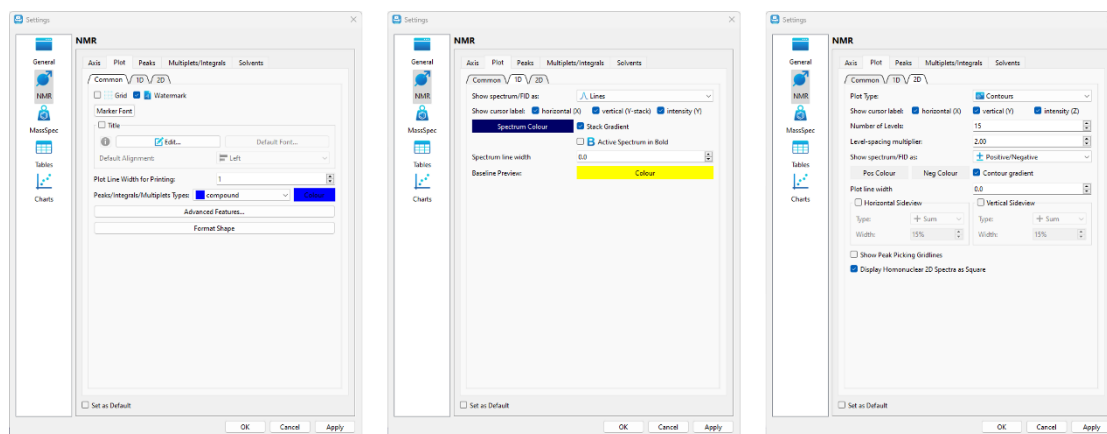 Settings
NMR
General
NMR
MassSpec
Tables
Charts
Axis Plot Peaks Multiplets/Integrals Solvents
Common 1D 2D
Grid Watermark
Marker Font
Title
Edit... Default Font...
Default Alignment: Left
Plot Line Width for Printing: 1
Peaks/Integrals/Multiplets Types: compound
Advanced Features...
Format Shape
Set as Default
OK Cancel Apply
Settings
NMR
General
NMR
MassSpec
Tables
Charts
Axis Plot Peaks Multiplets/Integrals Solvents
Common 1D 2D
Show spectrum/FID as: Lines
Show cursor label: horizontal (X) vertical (Y-stack) intensity (Y)
Spectrum Colour Stack Gradient
B Active Spectrum in Bold
Spectrum line width 0.0
Baseline Preview: Colour
Set as Default
OK Cancel Apply
Settings
NMR
General
NMR
MassSpec
Tables
Charts
Axis Plot Peaks Multiplets/Integrals Solvents
Common 1D 2D
Plot Type: Contours
Show cursor label: horizontal (X) vertical (Y) intensity (Z)
Number of Levels: 15
Level-spacing multiplier: 2.00
Show spectrum/FID as: Positive/Negative
Pos Colour Neg Colour Contour gradient
Plot line width 0.0
Horizontal Sideview Vertical Sideview
Type: Sum Type: Sum
Width: 15% Width: 15%
Show Peak Picking Gridlines
Display Homonuclear 2D Spectra as Square
Set as Default
OK Cancel Apply